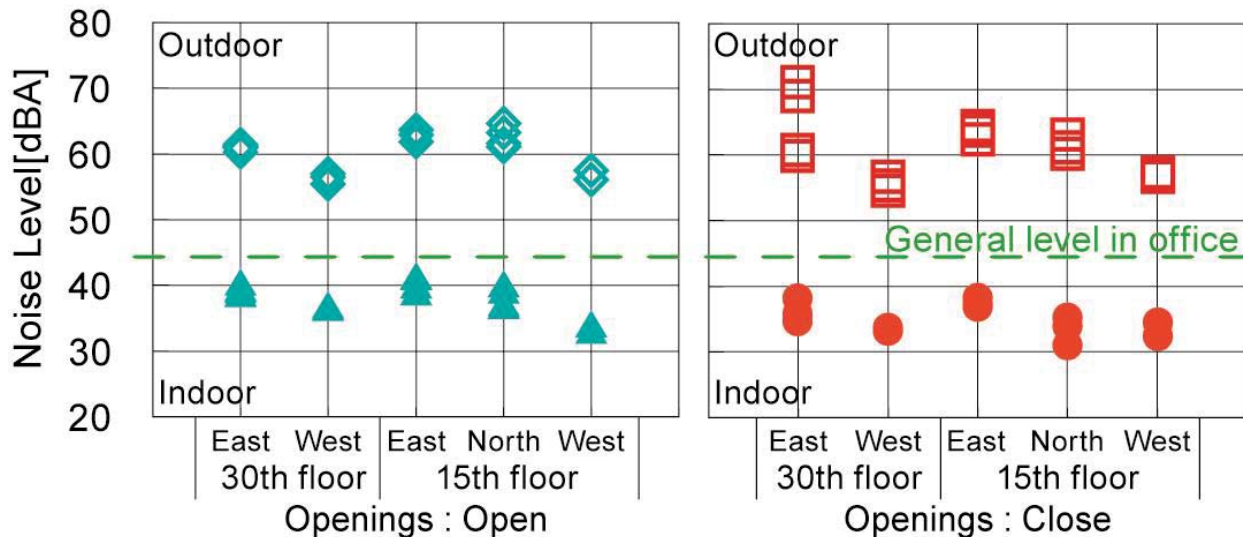 Noise Level[dBA]
80
70
60
50
40
30
20
Outdoor
Indoor
East West East North West
30th floor 15th floor
Openings : Open
Outdoor
General level in office
Indoor
East West East North West
30th floor 15th floor
Openings : Close